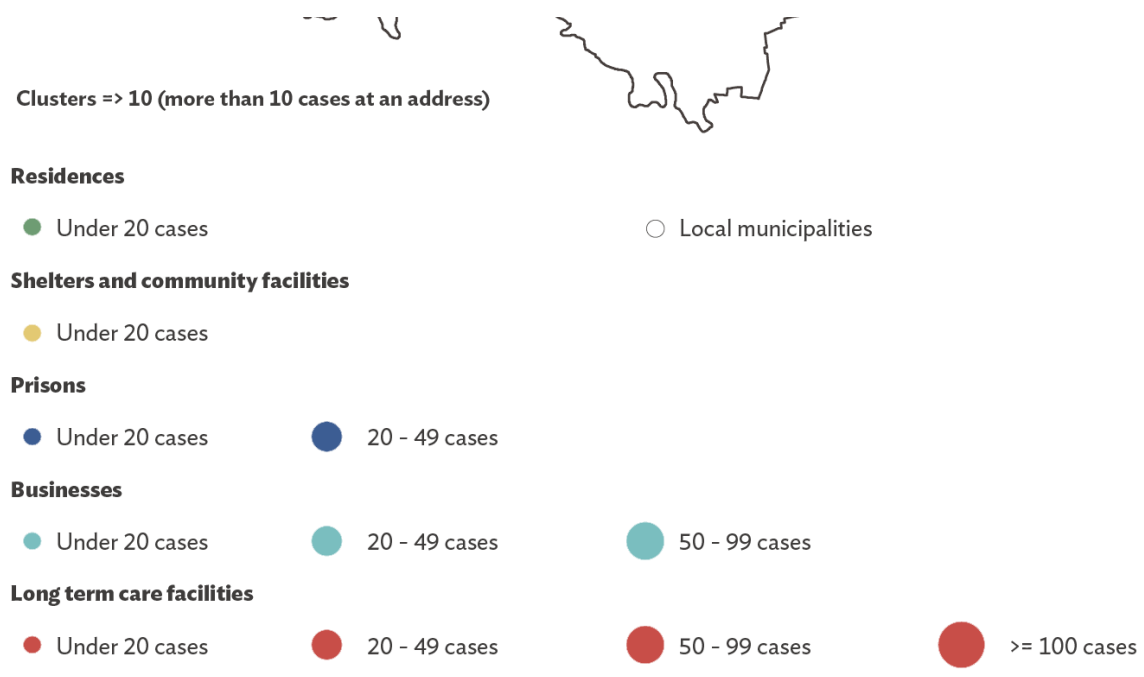 Clusters => 10 (more than 10 cases at an address)
Residences
Under 20 cases
Local municipalities
Shelters and community facilities
Under 20 cases
Prisons
Under 20 cases
20 - 49 cases
Businesses
Under 20 cases
20 - 49 cases
50 - 99 cases
Long term care facilities
Under 20 cases
20 - 49 cases
50 - 99 cases
>= 100 cases